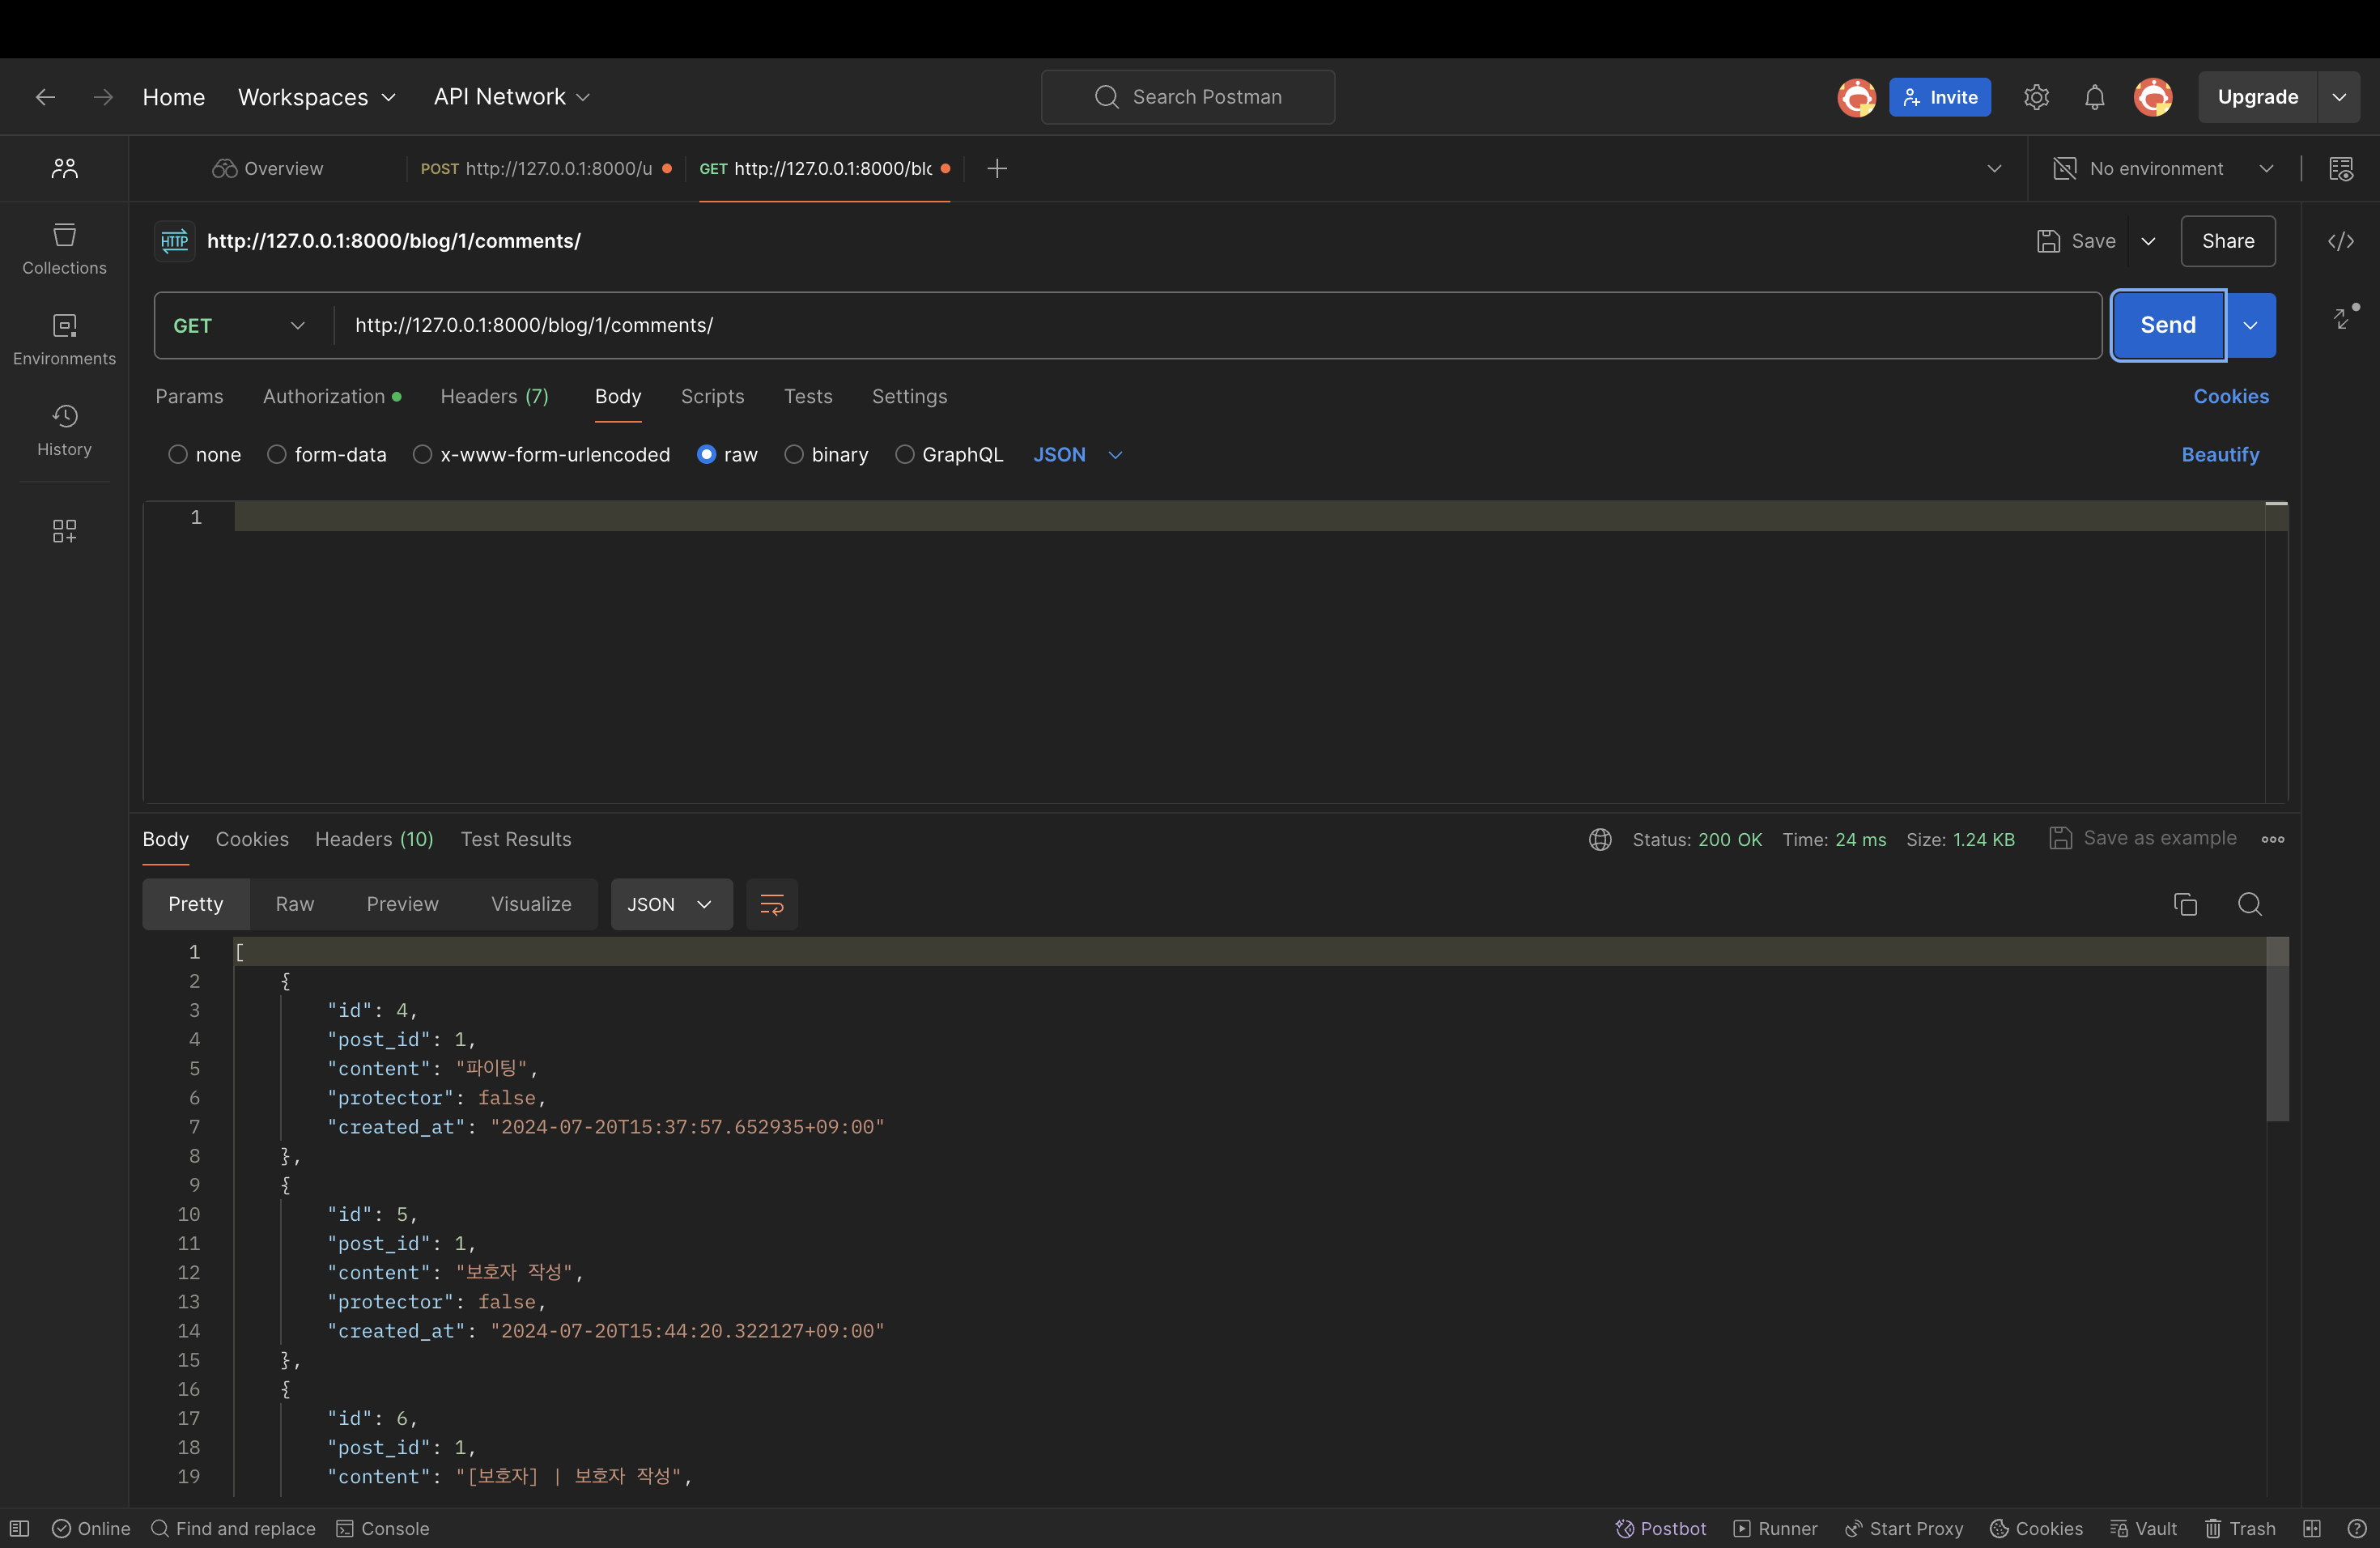 Home Workspaces API Network Search Postman Invite Upgrade
Overview POST http://127.0.0.1:8000/u GET http://127.0.0.1:8000/blc No environment
HTTP http://127.0.0.1:8000/blog/1/comments/ Save Share
Collections
Environments
History
GET http://127.0.0.1:8000/blog/1/comments/ Send
Params Authorization Headers (7) Body Scripts Tests Settings Cookies
none form-data x-www-form-urlencoded raw binary GraphQL JSON Beautify
1
Body Cookies Headers (10) Test Results Status: 200 OK Time: 24 ms Size: 1.24 KB Save as example
Pretty Raw Preview Visualize JSON
1 [
2 {
3 "id": 4,
4 "post_id": 1,
5 "content": "파이팅",
6 "protector": false,
7 "created_at": "2024-07-20T15:37:57.652935+09:00"
8 },
9 {
10 "id": 5,
11 "post_id": 1,
12 "content": "보호자 작성",
13 "protector": false,
14 "created_at": "2024-07-20T15:44:20.322127+09:00"
15 },
16 {
17 "id": 6,
18 "post_id": 1,
19 "content": "[보호자] | 보호자 작성",
Online Find and replace Console Postbot Runner Start Proxy Cookies Vault Trash